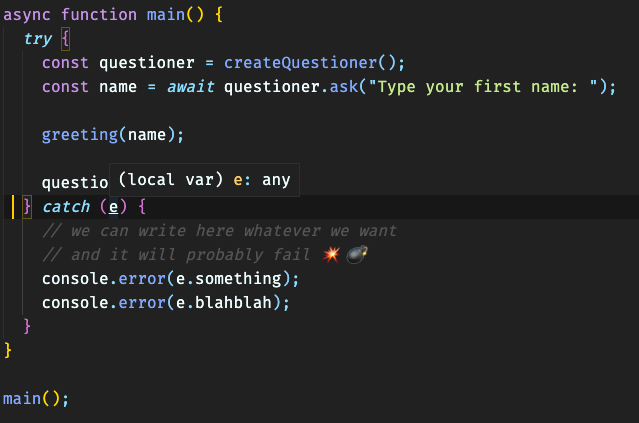 async function main() {
try {
const questioner = createQuestioner();
const name = await questioner.ask("Type your first name: ");
greeting(name);
questio
(local var) e: any
} catch (e) {
// we can write here whatever we want
// and it will probably fail 💥 💣
console.error(e.something);
console.error(e.blahblah);
}
}
main();